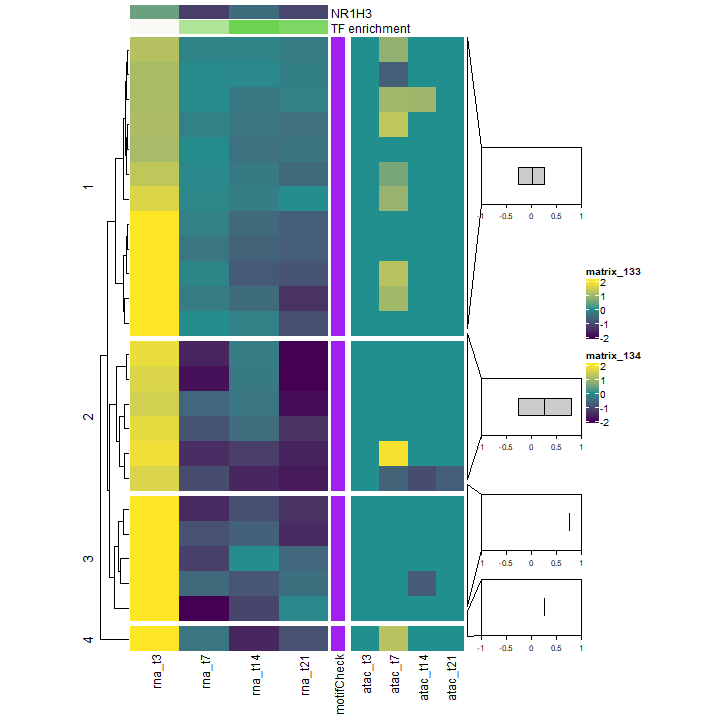 NR1H3
TF enrichment
1
-1 -0.5 0 0.5 1
matrix_133
2
1
0
-1
-2
matrix_134
2
1
0
-1
-2
2
-1 -0.5 0 0.5 1
3
-1 -0.5 0 0.5 1
4
-1 -0.5 0 0.5 1
rna_t3 rna_t7 rna_t14 rna_t21 motifCheck atac_t3 atac_t7 atac_t14 atac_t21